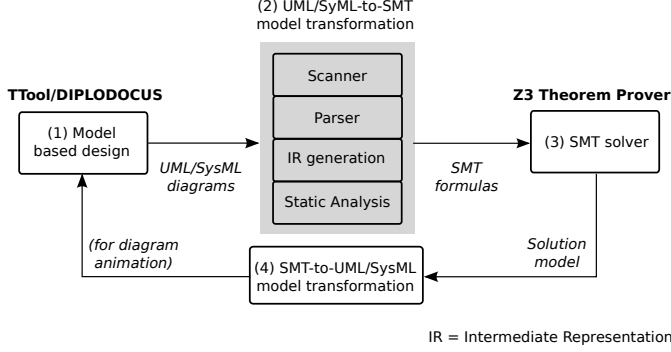 (2) UML/SyML-to-SMT
model transformation
Scanner
Parser
IR generation
Static Analysis
TTool/DIPLODOCUS
(1) Model
based design
UML/SysML
diagrams
SMT
formulas
Z3 Theorem Prover
(3) SMT solver
Solution
model
(4) SMT-to-UML/SysML
model transformation
(for diagram
animation)
IR = Intermediate Representation